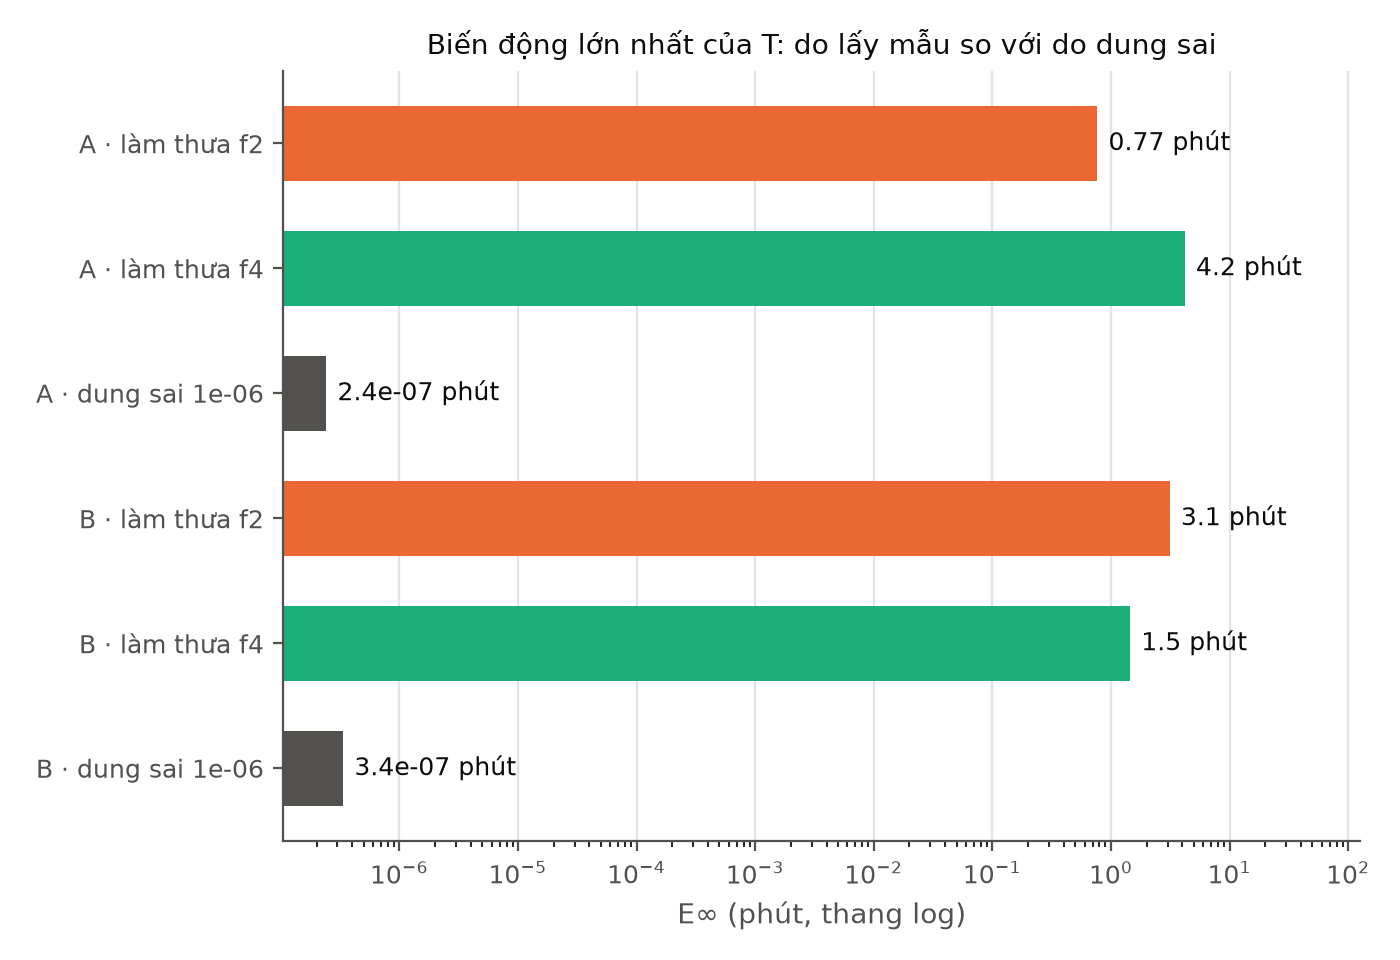 Biến động lớn nhất của T: do lấy mẫu so với do dung sai
A · làm thưa f2
0.77 phút
A · làm thưa f4
4.2 phút
A · dung sai 1e-06
2.4e-07 phút
B · làm thưa f2
3.1 phút
B · làm thưa f4
1.5 phút
B · dung sai 1e-06
3.4e-07 phút
10⁻⁶ 10⁻⁵ 10⁻⁴ 10⁻³ 10⁻² 10⁻¹ 10⁰ 10¹ 10²
E∞ (phút, thang log)